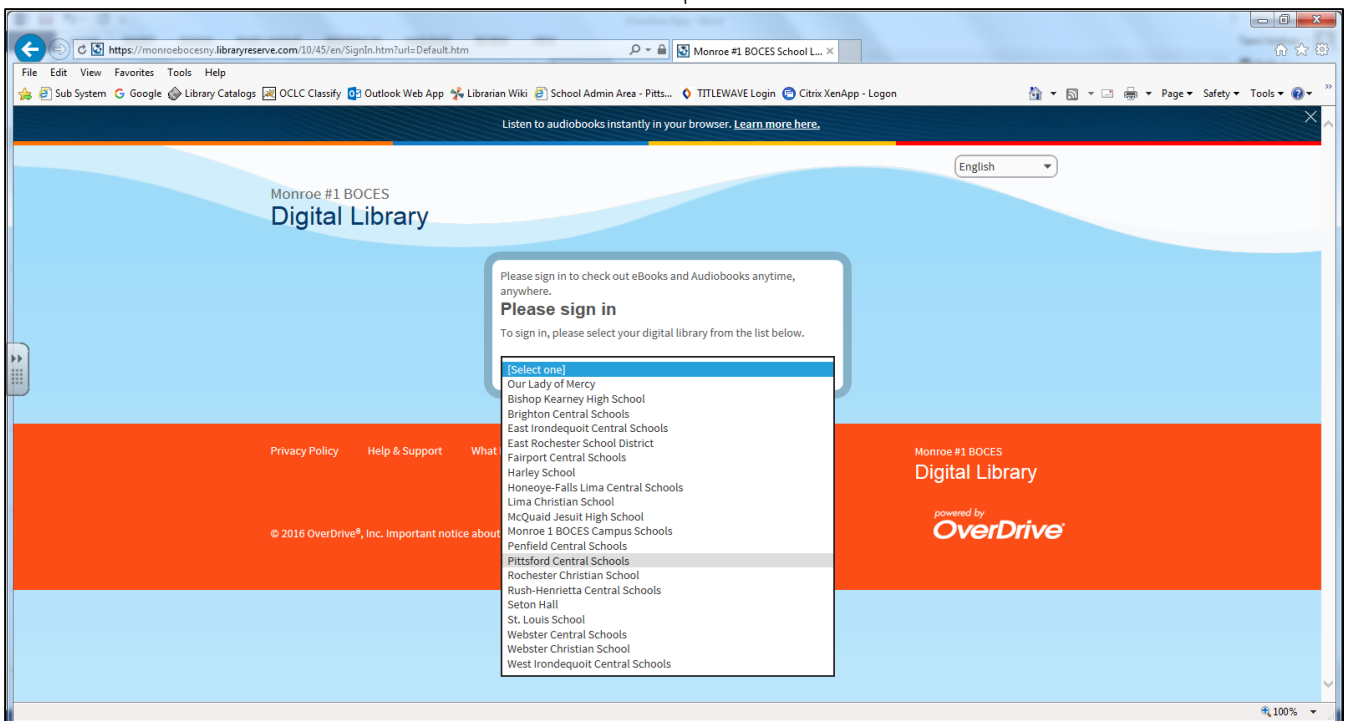 https://monroebocesny.libraryreserve.com/10/45/en/SignIn.htm?url=Default.htm
Monroe #1 BOCES School L...
File Edit View Favorites Tools Help
Sub System Google Library Catalogs OCLC Classify Outlook Web App Librarian Wiki School Admin Area - Pitts... TITLEWAVE Login Citrix XenApp - Logon
Page Safety Tools
Listen to audiobooks instantly in your browser. Learn more here.
English
Monroe #1 BOCES
Digital Library
Please sign in to check out eBooks and Audiobooks anytime,
anywhere.
Please sign in
To sign in, please select your digital library from the list below.
[Select one]
Our Lady of Mercy
Bishop Kearney High School
Brighton Central Schools
East Irondequoit Central Schools
East Rochester School District
Fairport Central Schools
Harley School
Honeoye-Falls Lima Central Schools
Lima Christian School
McQuaid Jesuit High School
Monroe 1 BOCES Campus Schools
Penfield Central Schools
Pittsford Central Schools
Rochester Christian School
Rush-Henrietta Central Schools
Seton Hall
St. Louis School
Webster Central Schools
Webster Christian School
West Irondequoit Central Schools
Privacy Policy Help & Support What
© 2016 OverDrive®, Inc. Important notice about
Monroe #1 BOCES
Digital Library
powered by
OverDrive®
100%